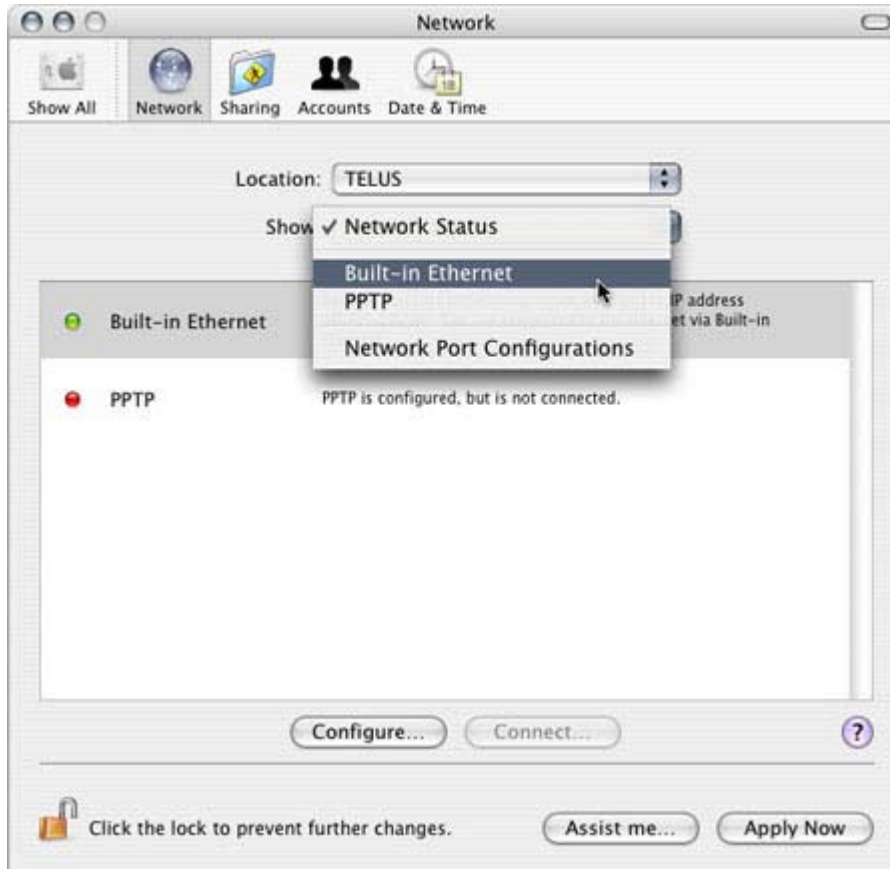 Network
Show All
Network
Sharing
Accounts
Date & Time
18
Location: TELUS
Show
✓ Network Status
Built-in Ethernet
PPTP
Network Port Configurations
Built-in Ethernet
IP address
et via Built-in
PPTP
PPTP is configured, but is not connected.
Configure...
Connect...
?
Click the lock to prevent further changes.
Assist me...
Apply Now